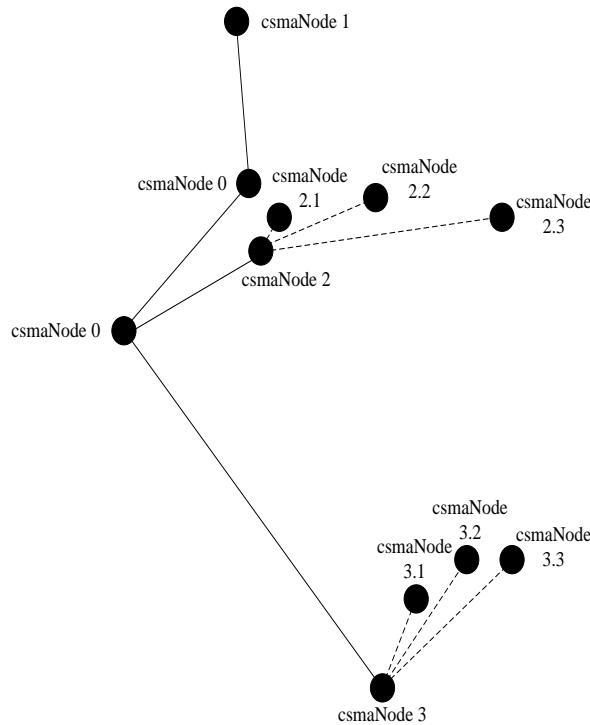 csmaNode 1
csmaNode 0
csmaNode
2.1
csmaNode
2.2
csmaNode
2.3
csmaNode 2
csmaNode 0
csmaNode
3.2
csmaNode
3.1
csmaNode
3.3
csmaNode 3